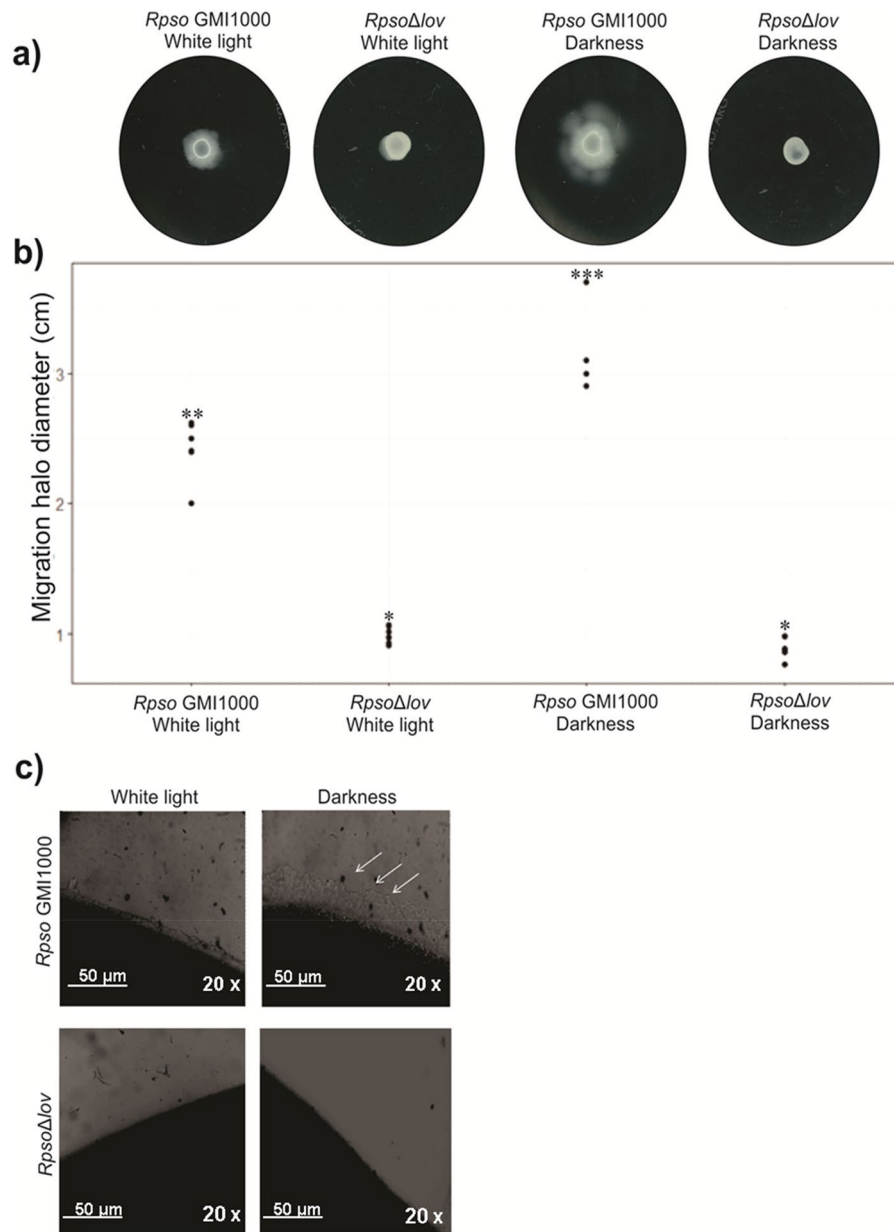 Rpso GMI1000
White light
RpsoΔlov
White light
Rpso GMI1000
Darkness
RpsoΔlov
Darkness
a)
b)
Migration halo diameter (cm)
3
2
1
**
*
***
*
Rpso GMI1000
White light
RpsoΔlov
White light
Rpso GMI1000
Darkness
RpsoΔlov
Darkness
c)
White light
Darkness
Rpso GMI1000
50 µm
20 x
50 µm
20 x
RpsoΔlov
50 µm
20 x
50 µm
20 x